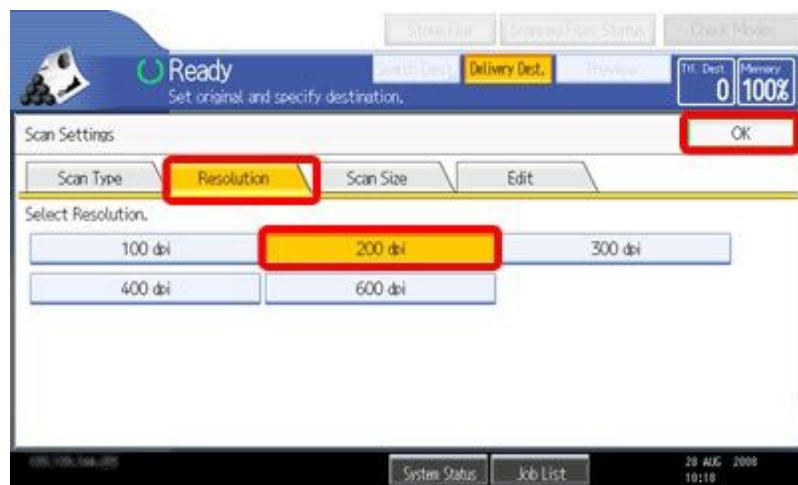 Store File Scanned Files Status Check Modes
Ready
Search Dest. Delivery Dest. Preview Ttl. Dest. Memory
Set original and specify destination. 0 100%
Scan Settings OK
Scan Type Resolution Scan Size Edit
Select Resolution.
100 dpi 200 dpi 300 dpi
400 dpi 600 dpi
System Status Job List 28 AUG 2008
10:18